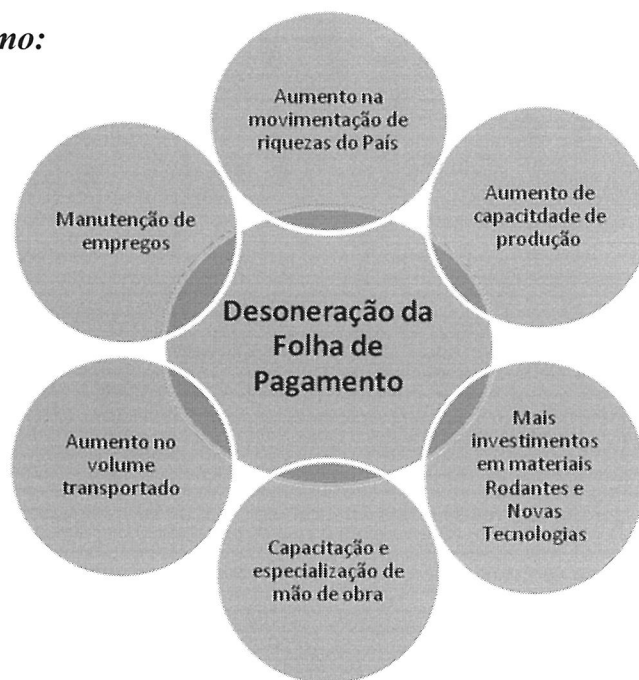 no:
Aumento na
movimentação de
riquezas do País
Aumento de
capacitdade de
produção
Mais
investimentos
em materiais
Rodantes e
Novas
Tecnologias
Capacitação e
especialização de
mão de obra
Aumento no
volume
transportado
Manutenção de
empregos
Desoneração da
Folha de
Pagamento